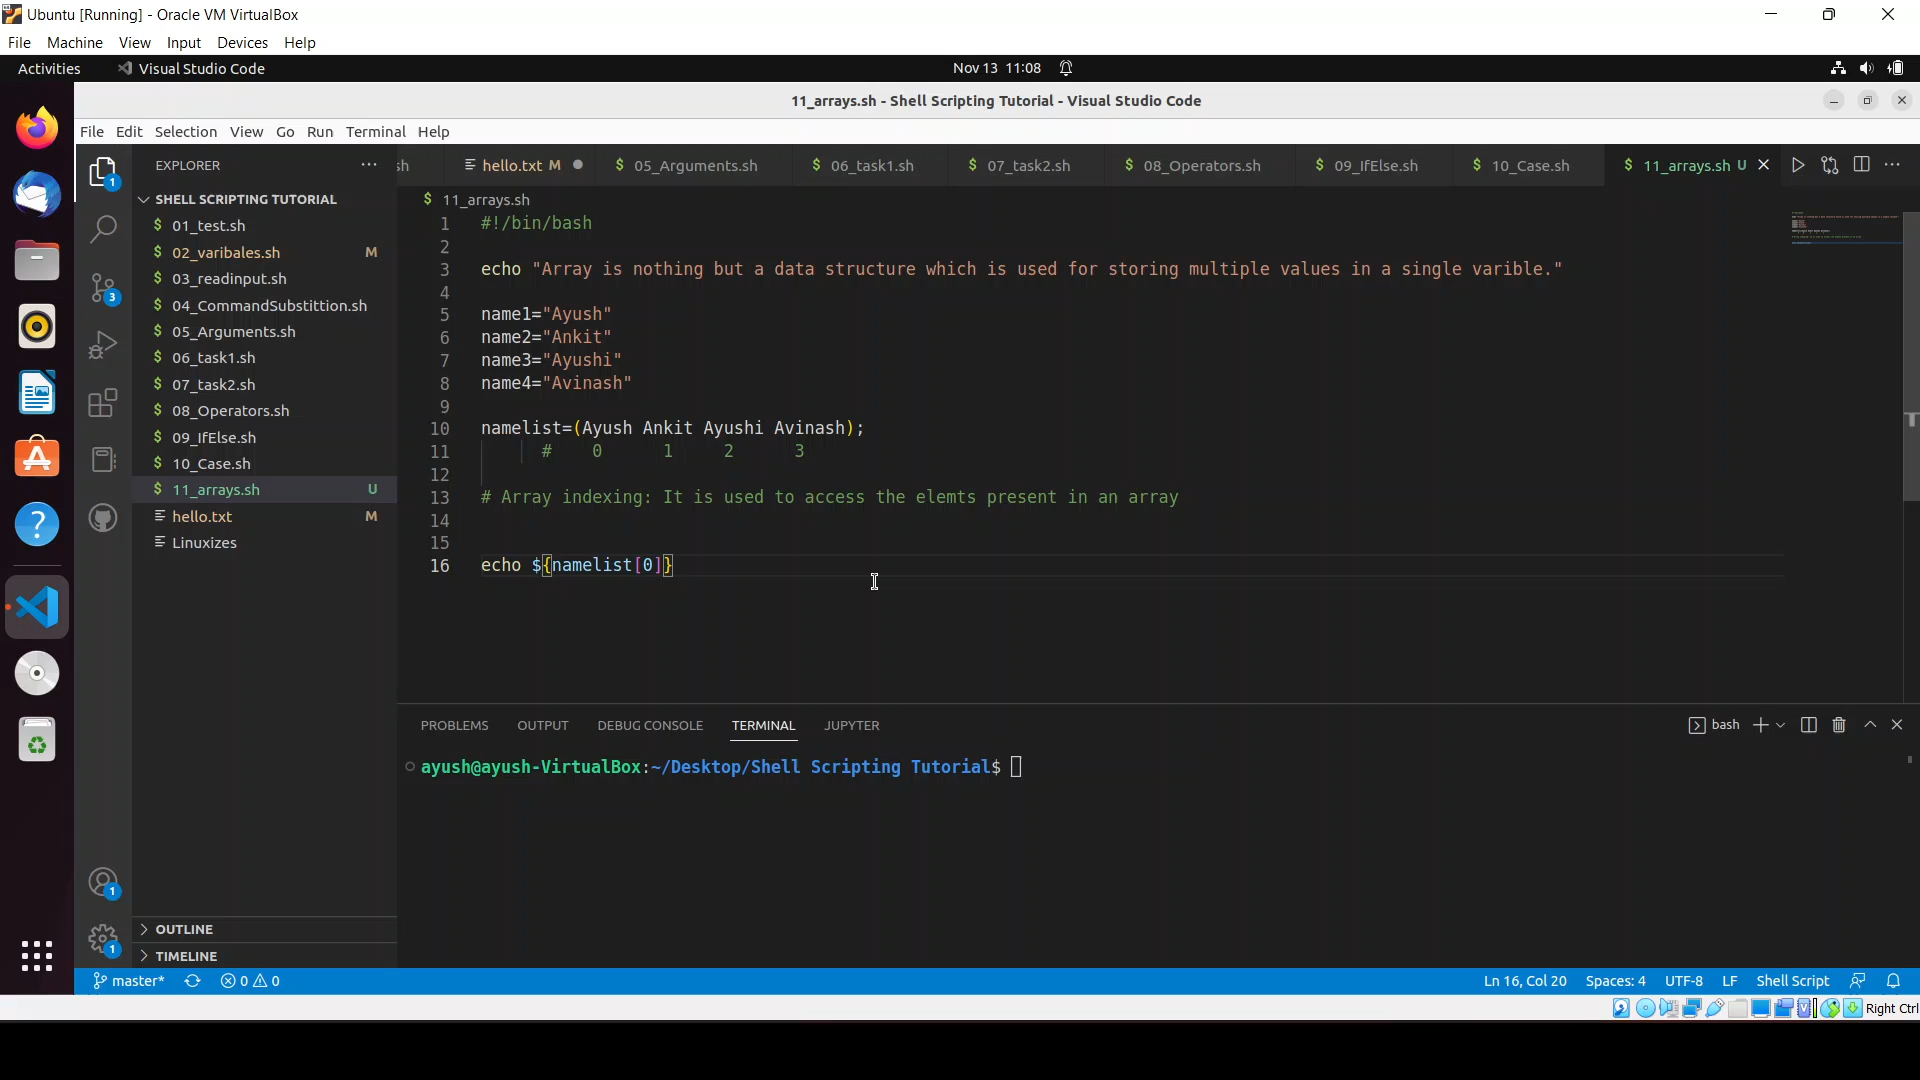 Ubuntu [Running] - Oracle VM VirtualBox
File Machine View Input Devices Help
Activities Visual Studio Code Nov 13 11:08
11_arrays.sh - Shell Scripting Tutorial - Visual Studio Code
File Edit Selection View Go Run Terminal Help
EXPLORER ··· sh hello.txt M 05_Arguments.sh 06_task1.sh 07_task2.sh 08_Operators.sh 09_IfElse.sh 10_Case.sh 11_arrays.sh U
SHELL SCRIPTING TUTORIAL
$ 01_test.sh
$ 02_varibales.sh M
$ 03_readinput.sh
$ 04_CommandSubstittion.sh
$ 05_Arguments.sh
$ 06_task1.sh
$ 07_task2.sh
$ 08_Operators.sh
$ 09_IfElse.sh
$ 10_Case.sh
$ 11_arrays.sh U
hello.txt M
Linuxizes
OUTLINE
TIMELINE
1
3
1
1
$ 11_arrays.sh
1 #!/bin/bash
2
3 echo "Array is nothing but a data structure which is used for storing multiple values in a single varible."
4
5 name1="Ayush"
6 name2="Ankit"
7 name3="Ayushi"
8 name4="Avinash"
9
10 namelist=(Ayush Ankit Ayushi Avinash);
11 # 0 1 2 3
12
13 # Array indexing: It is used to access the elemts present in an array
14
15
16 echo ${namelist[0]}
PROBLEMS OUTPUT DEBUG CONSOLE TERMINAL JUPYTER bash
ayush@ayush-VirtualBox:~/Desktop/Shell Scripting Tutorial$
master* 0 0 Ln 16, Col 20 Spaces: 4 UTF-8 LF Shell Script
Right Ctrl